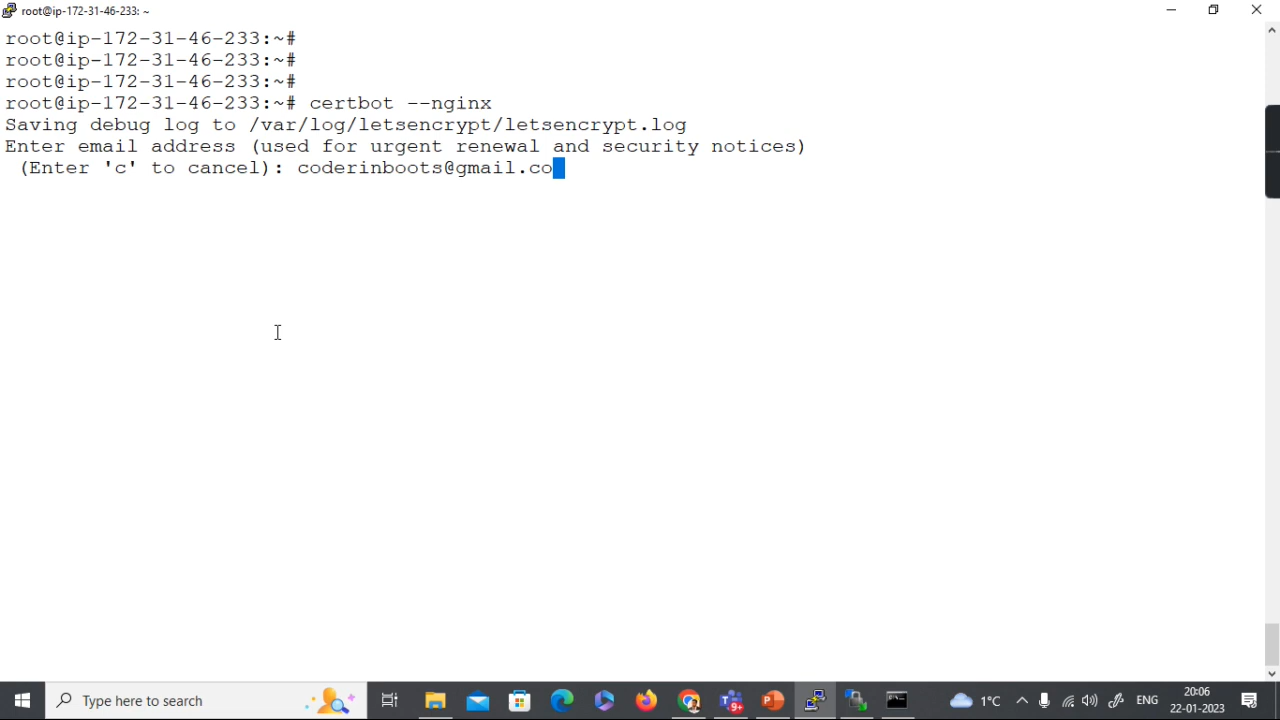 root@ip-172-31-46-233: ~
root@ip-172-31-46-233:~#
root@ip-172-31-46-233:~#
root@ip-172-31-46-233:~#
root@ip-172-31-46-233:~# certbot --nginx
Saving debug log to /var/log/letsencrypt/letsencrypt.log
Enter email address (used for urgent renewal and security notices)
(Enter 'c' to cancel): coderinboots@gmail.co
Type here to search
9+
1°C
ENG
20:06
22-01-2023